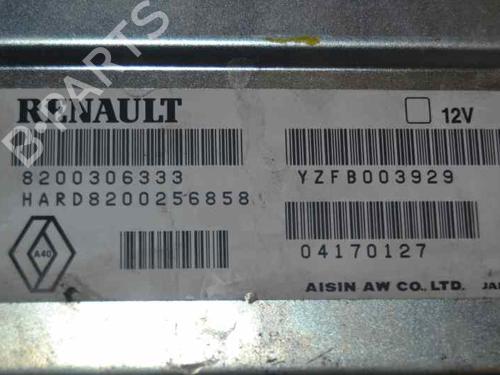 RENAULT
12V
8200306333
YZFB003929
HARD8200256858
A40
04170127
AISIN AW CO., LTD.
B-PARTS